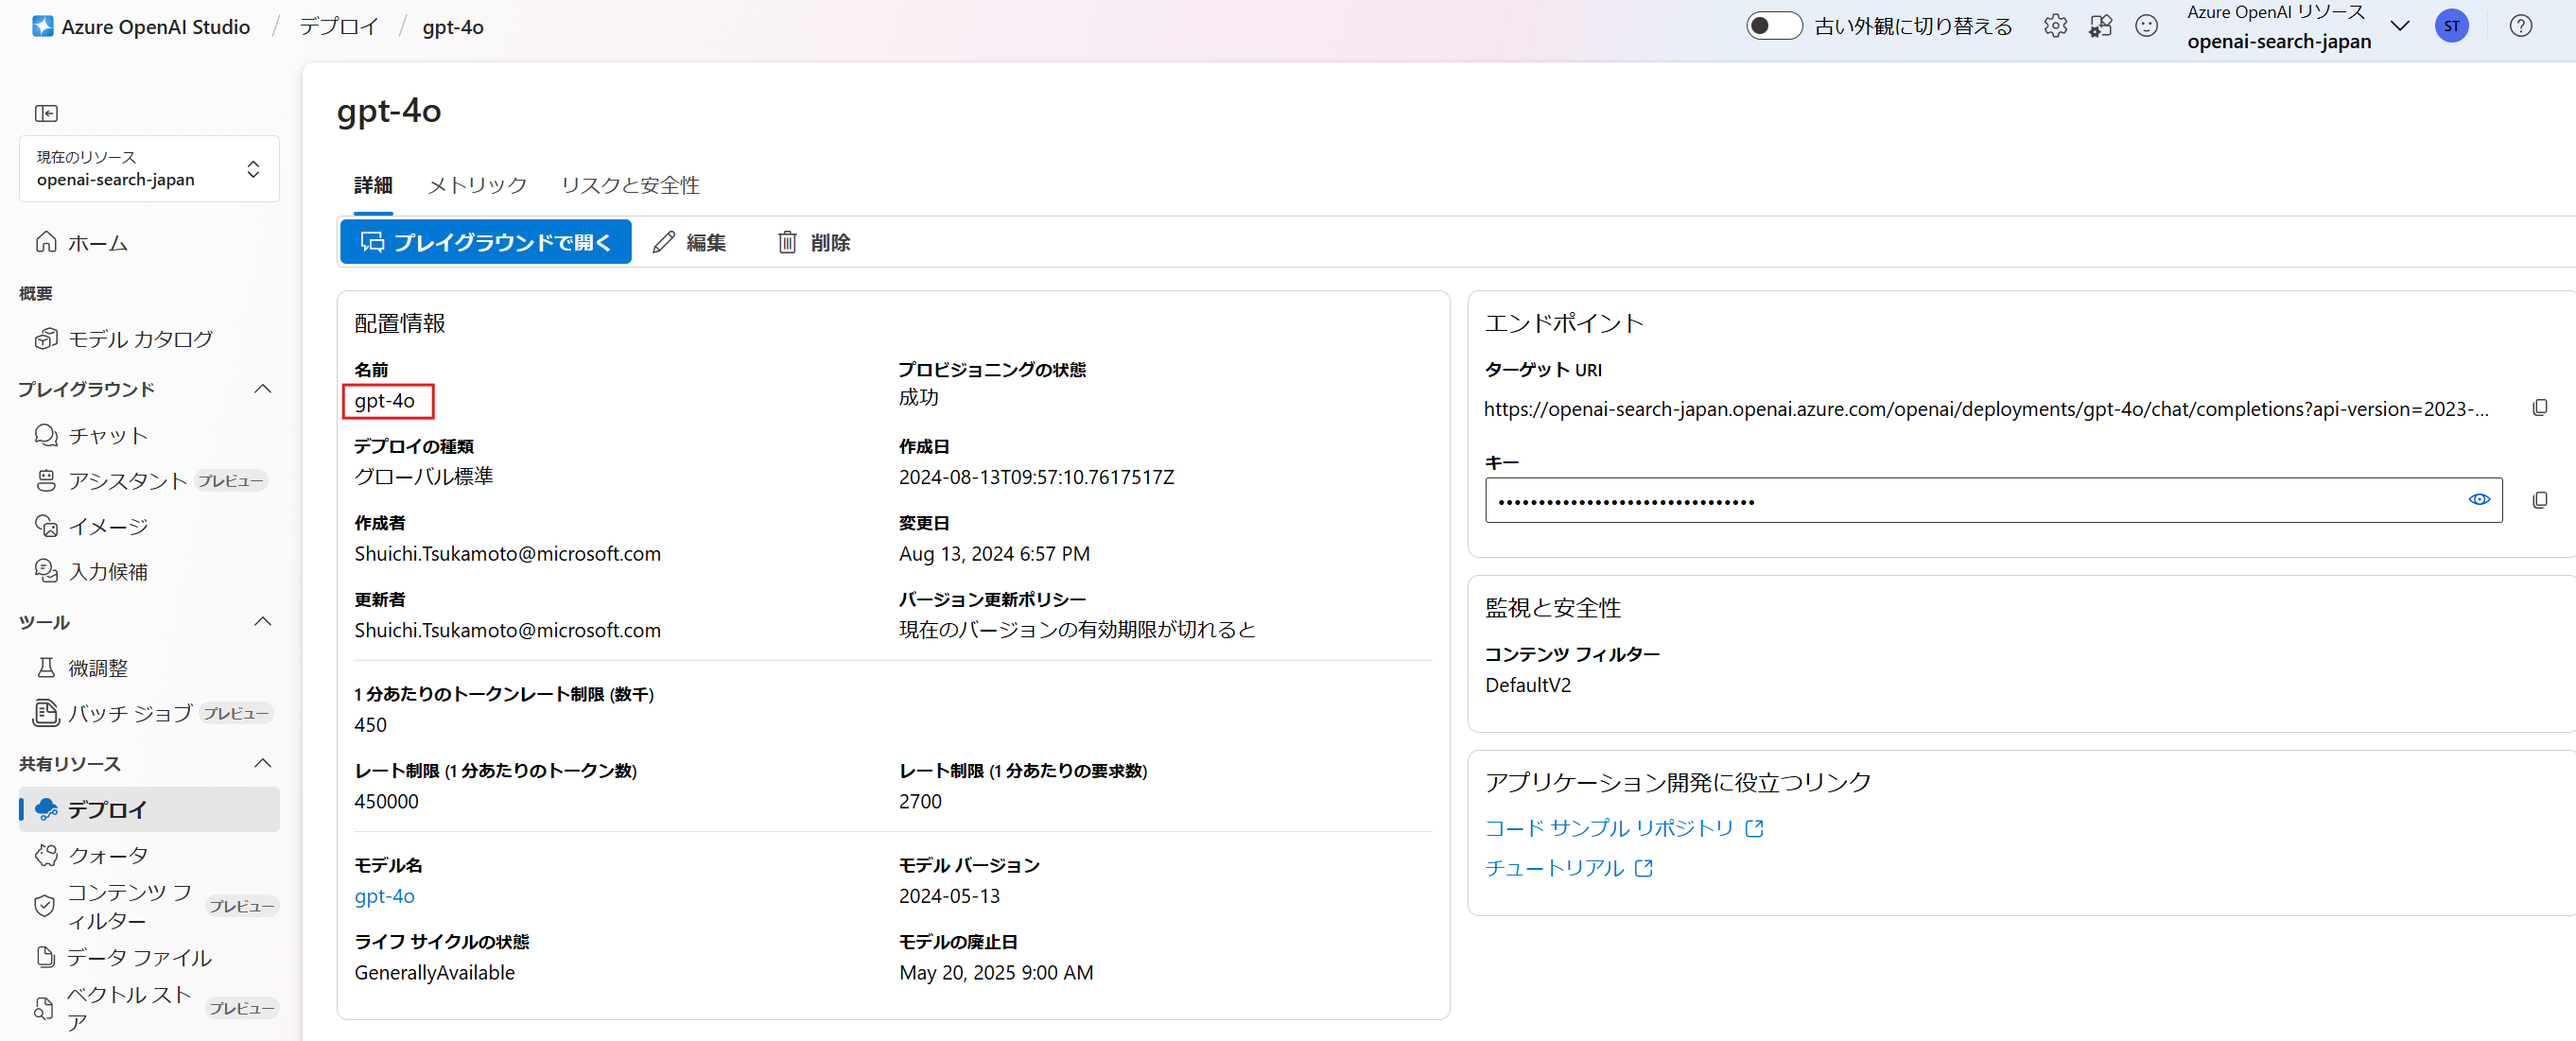 Azure OpenAI Studio / デプロイ / gpt-4o
古い外観に切り替える
Azure OpenAI リソース
openai-search-japan
ST
現在のリソース
openai-search-japan
ホーム
概要
モデル カタログ
プレイグラウンド
チャット
アシスタント プレビュー
イメージ
入力候補
ツール
微調整
バッチ ジョブ プレビュー
共有リソース
デプロイ
クォータ
コンテンツ フ
ィルター プレビュー
データ ファイル
ベクトル スト
ア プレビュー
gpt-4o
詳細 メトリック リスクと安全性
プレイグラウンドで開く 編集 削除
配置情報
名前
gpt-4o
プロビジョニングの状態
成功
デプロイの種類
グローバル標準
作成日
2024-08-13T09:57:10.7617517Z
作成者
Shuichi.Tsukamoto@microsoft.com
変更日
Aug 13, 2024 6:57 PM
更新者
Shuichi.Tsukamoto@microsoft.com
バージョン更新ポリシー
現在のバージョンの有効期限が切れると
1 分あたりのトークンレート制限 (数千)
450
レート制限 (1 分あたりのトークン数)
450000
レート制限 (1 分あたりの要求数)
2700
モデル名
gpt-4o
モデル バージョン
2024-05-13
ライフ サイクルの状態
GenerallyAvailable
モデルの廃止日
May 20, 2025 9:00 AM
エンドポイント
ターゲット URI
https://openai-search-japan.openai.azure.com/openai/deployments/gpt-4o/chat/completions?api-version=2023-...
キー
••••••••••••••••••••••••••••••••
監視と安全性
コンテンツ フィルター
DefaultV2
アプリケーション開発に役立つリンク
コード サンプル リポジトリ
チュートリアル